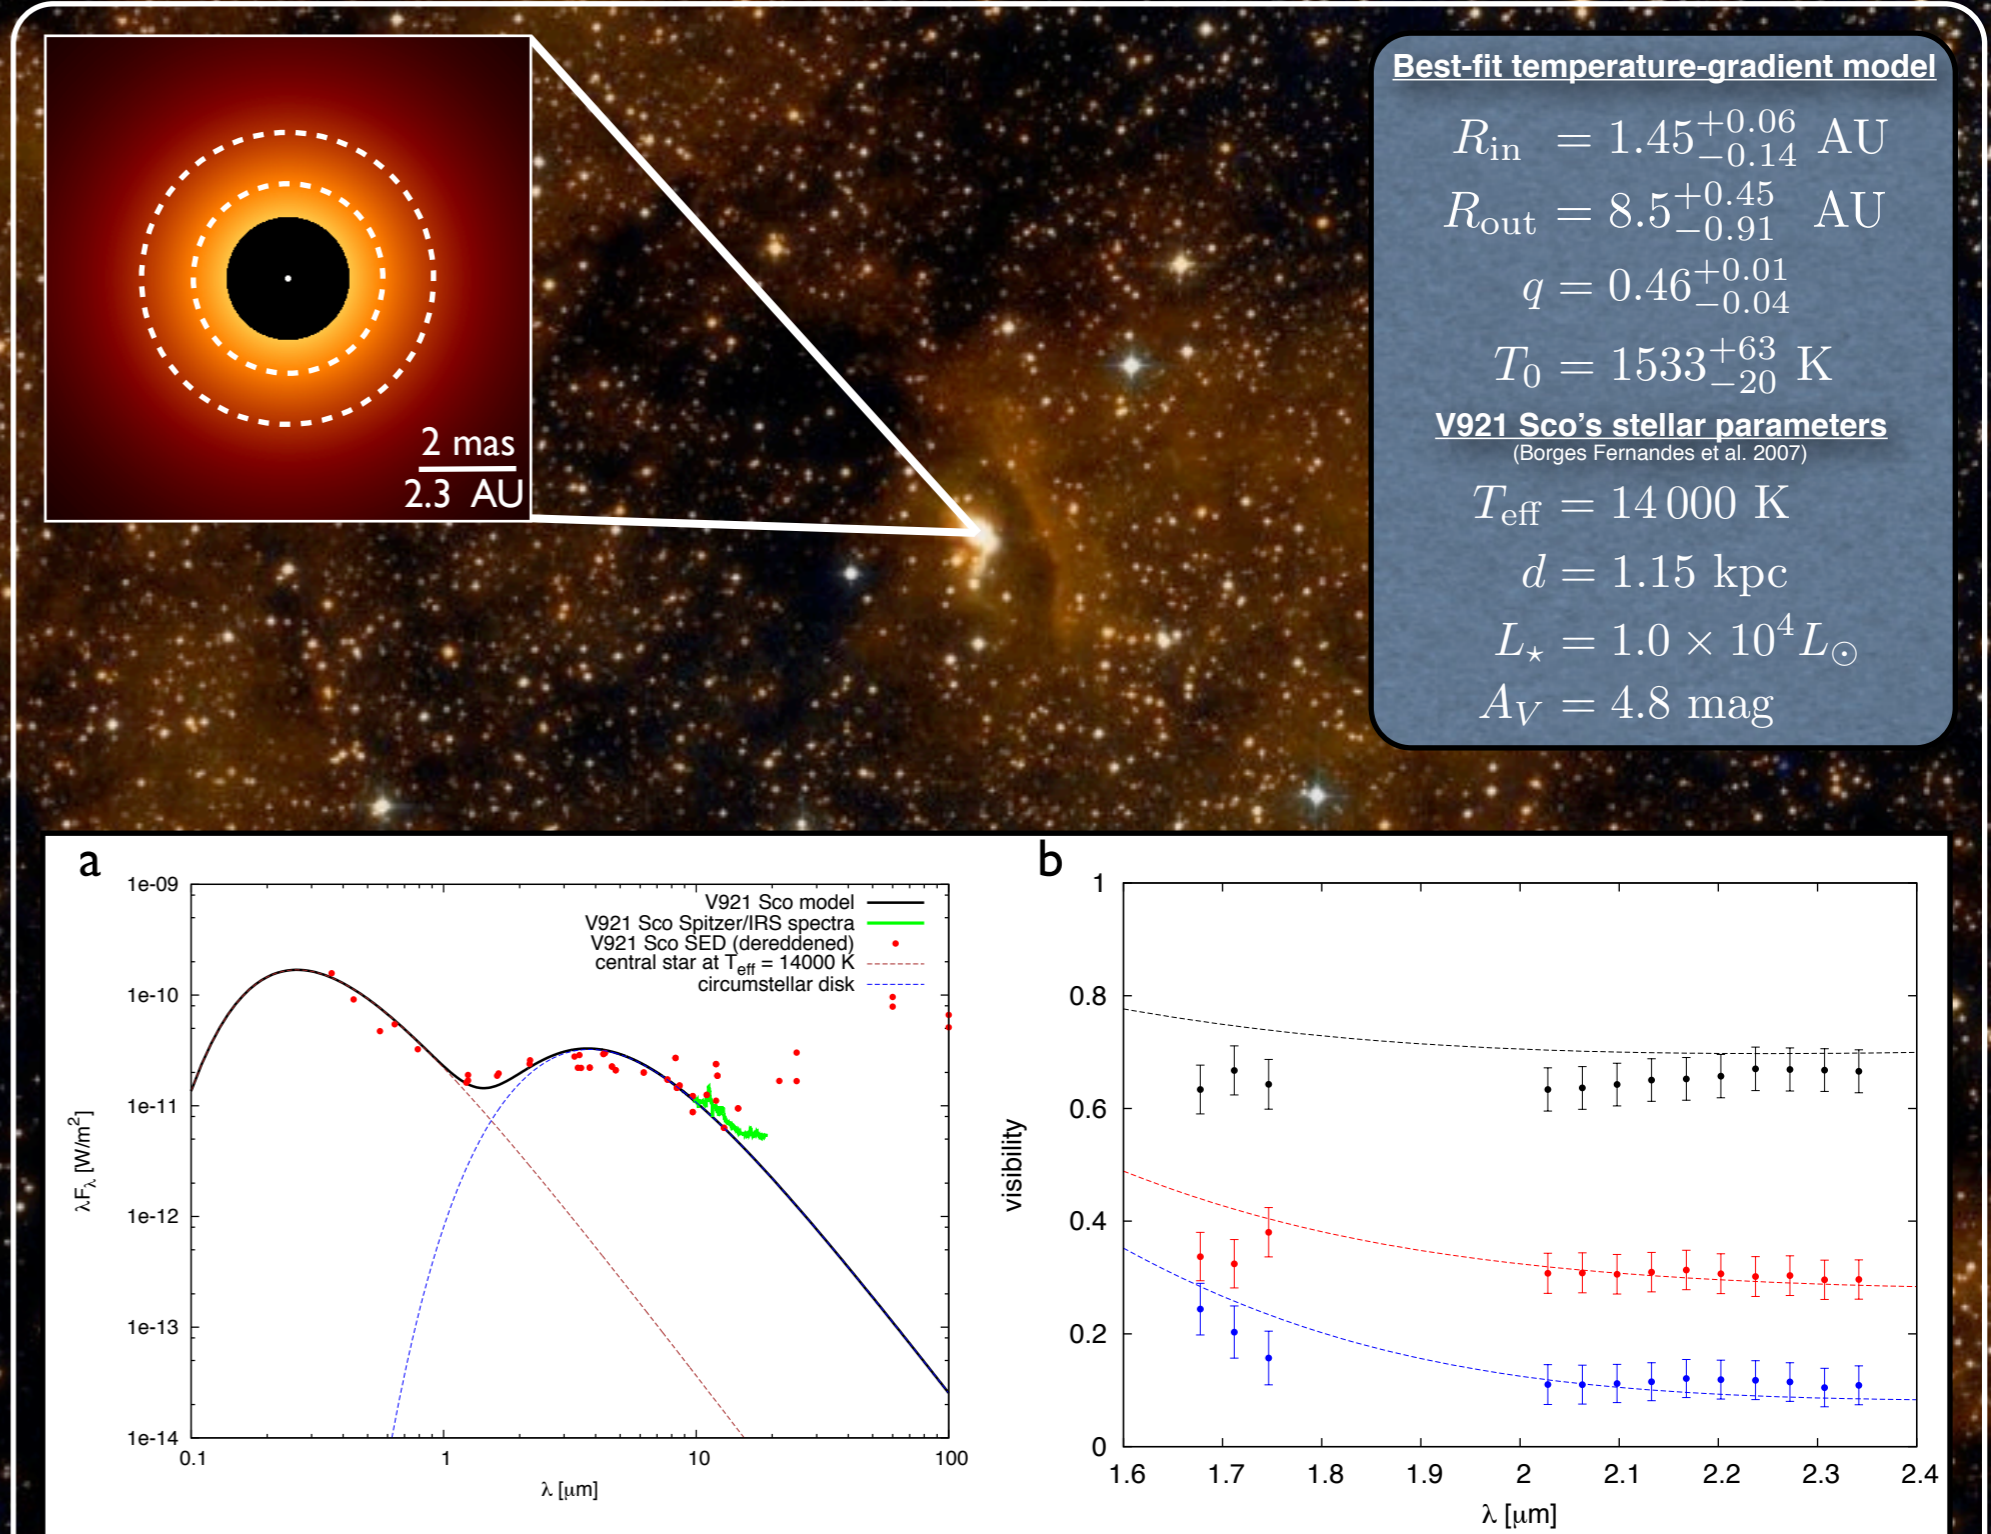 2 mas
2.3 AU
Best-fit temperature-gradient model
R_in = 1.45^{+0.06}_{-0.14} AU
R_out = 8.5^{+0.45}_{-0.91} AU
q = 0.46^{+0.01}_{-0.04}
T_0 = 1533^{+63}_{-20} K
V921 Sco's stellar parameters
(Borges Fernandes et al. 2007)
T_eff = 14 000 K
d = 1.15 kpc
L_⋆ = 1.0 × 10^4 L_⊙
A_V = 4.8 mag
a
1e-09
1e-10
1e-11
1e-12
1e-13
1e-14
λF_λ [W/m^2]
V921 Sco model
V921 Sco Spitzer/IRS spectra
V921 Sco SED (dereddened)
central star at T_eff = 14000 K
circumstellar disk
0.1 1 10 100
λ [μm]
b
1
0.8
0.6
0.4
0.2
0
visibility
1.6 1.7 1.8 1.9 2 2.1 2.2 2.3 2.4
λ [μm]